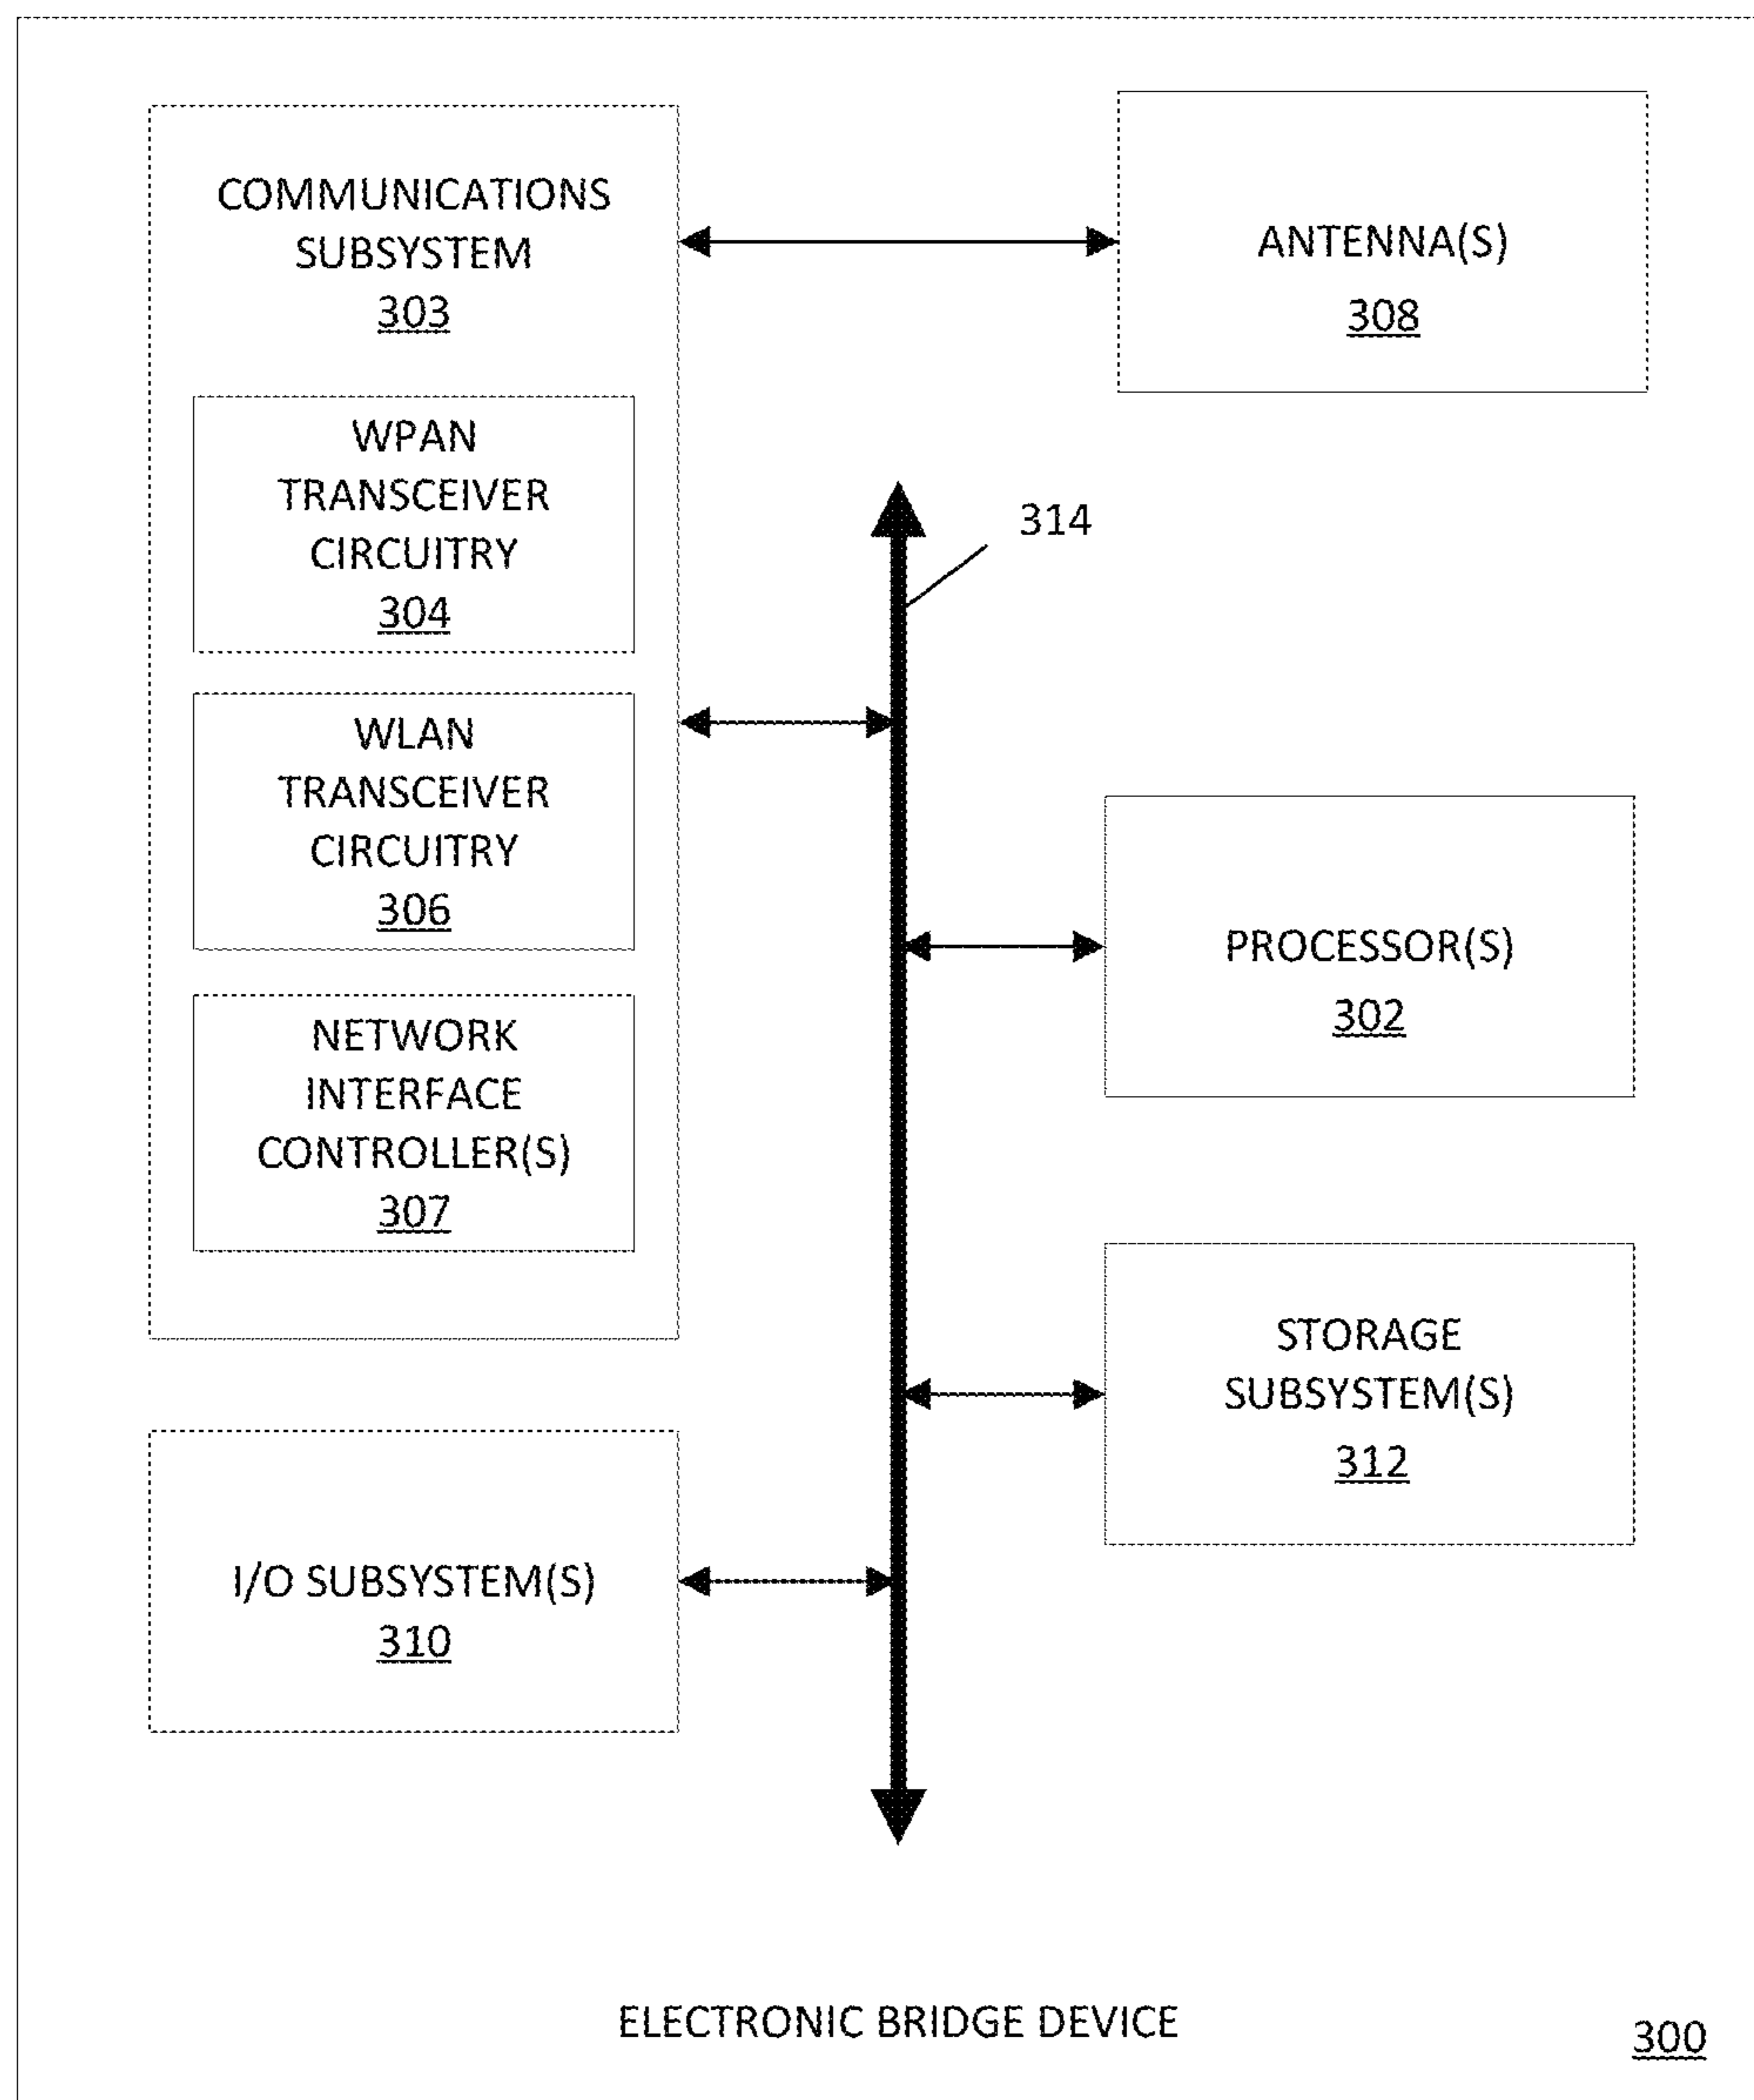 COMMUNICATIONS
SUBSYSTEM
303
WPAN
TRANSCEIVER
CIRCUITRY
304
WLAN
TRANSCEIVER
CIRCUITRY
306
NETWORK
INTERFACE
CONTROLLER(S)
307
I/O SUBSYSTEM(S)
310
314
ANTENNA(S)
308
PROCESSOR(S)
302
STORAGE
SUBSYSTEM(S)
312
ELECTRONIC BRIDGE DEVICE
300